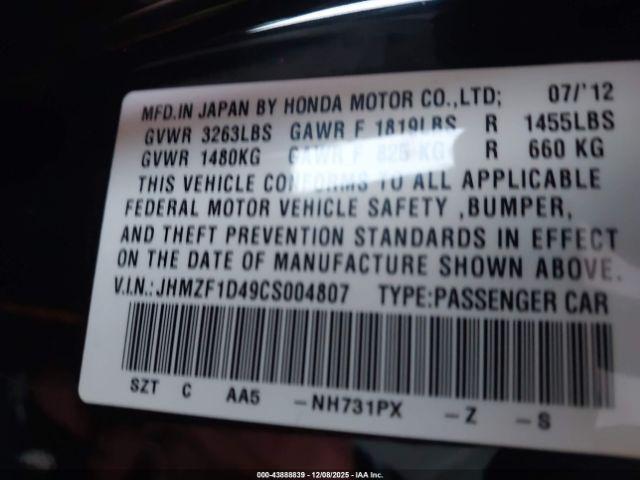 MFD.IN JAPAN BY HONDA MOTOR CO.,LTD; 07/'12
GVWR 3263LBS GAWR F 1819LBS R 1455LBS
GVWR 1480KG GAWR F 825 KG R 660 KG
THIS VEHICLE CONFORMS TO ALL APPLICABLE
FEDERAL MOTOR VEHICLE SAFETY ,BUMPER,
AND THEFT PREVENTION STANDARDS IN EFFECT
ON THE DATE OF MANUFACTURE SHOWN ABOVE.
V.I.N.:JHMZF1D49CS004807 TYPE:PASSENGER CAR
SZT C AA5 -NH731PX -Z -S
000-43888839 | 12/08/2025 | IAA Inc.